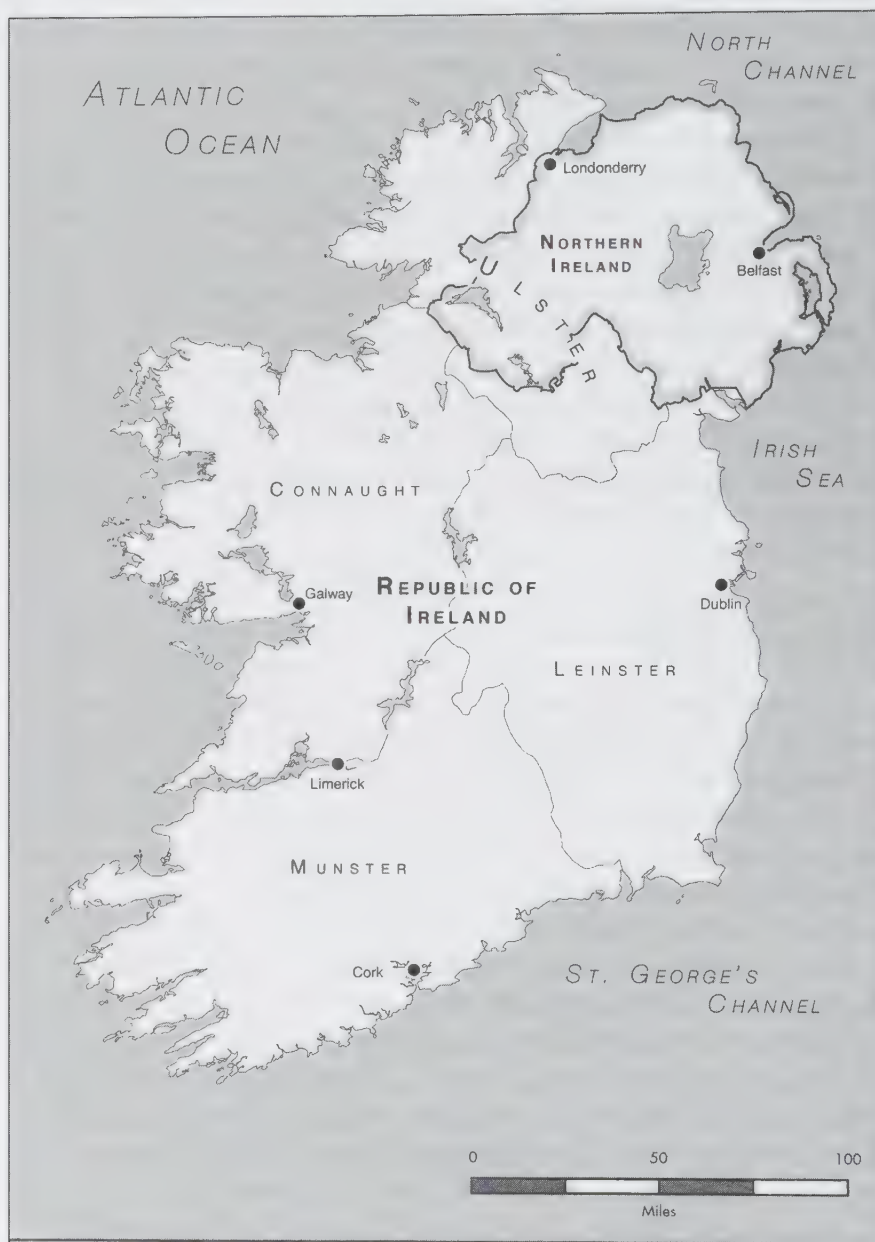 NORTH
CHANNEL
ATLANTIC
OCEAN
Londonderry
NORTHERN
IRELAND
Belfast
ULSTER
IRISH
SEA
CONNAUGHT
REPUBLIC OF
IRELAND
Galway
Dublin
LEINSTER
Limerick
MUNSTER
Cork
ST. GEORGE'S
CHANNEL
0 50 100
Miles